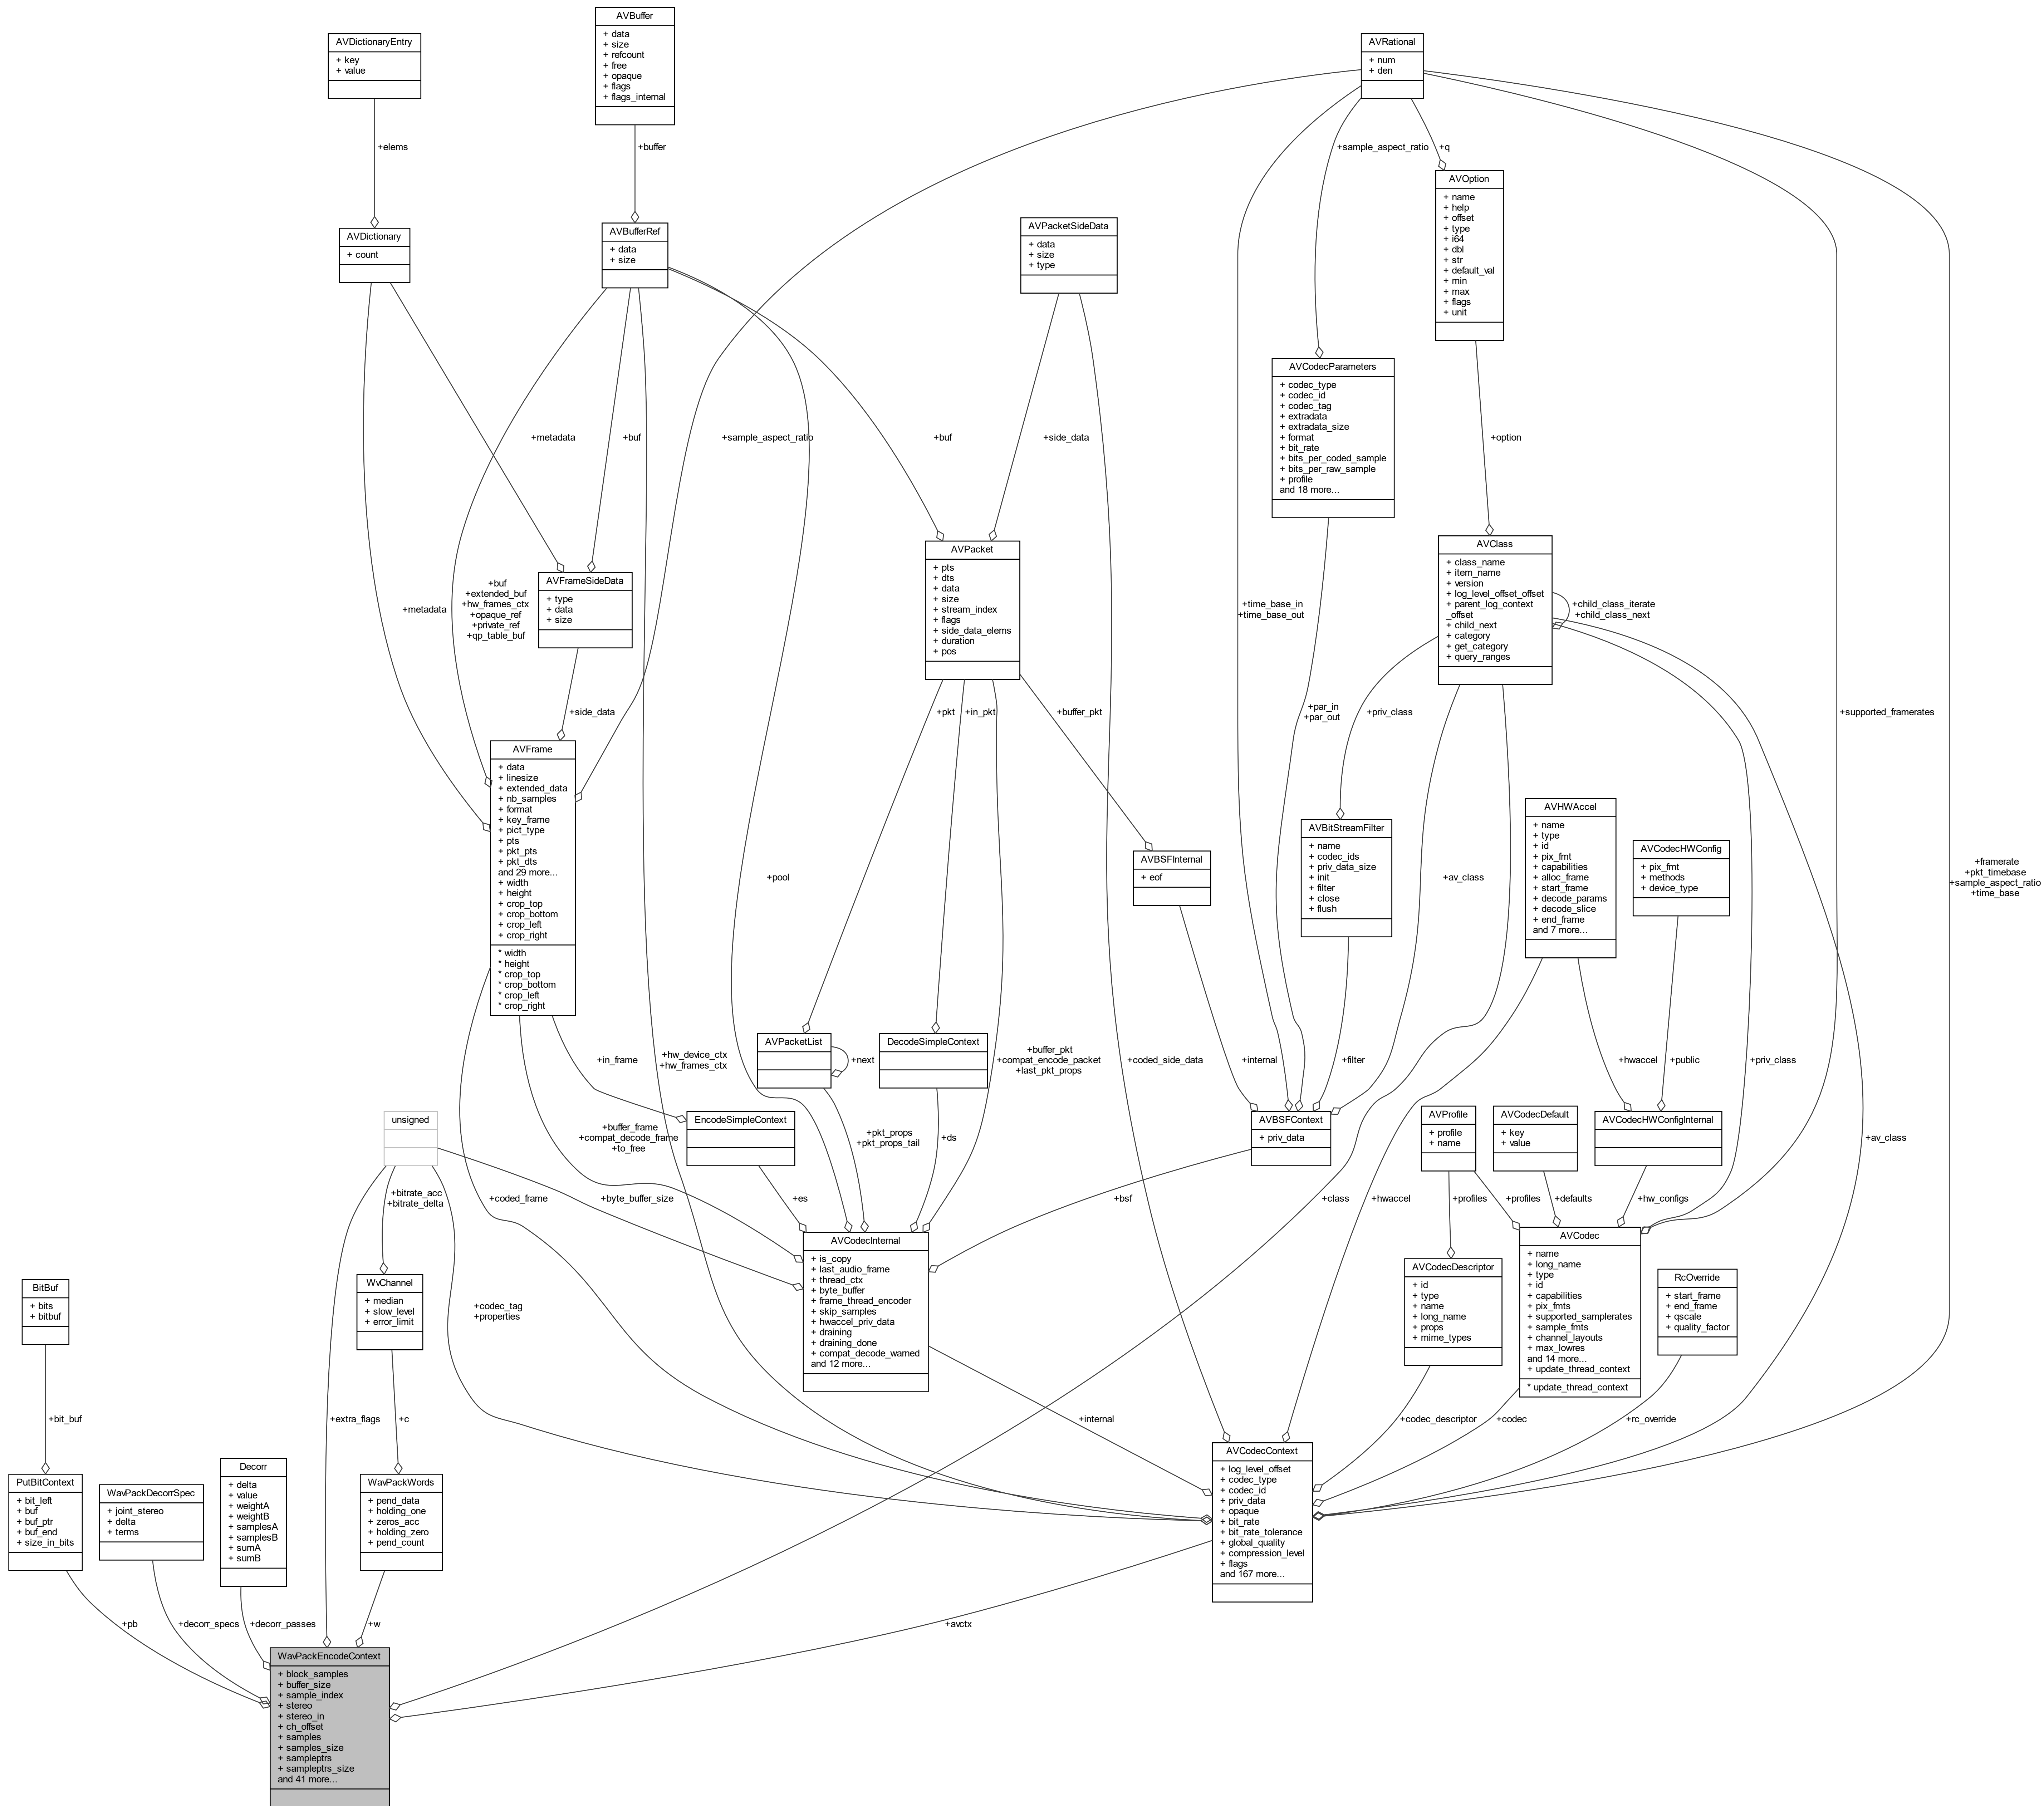 AVBuffer
+ data
+ size
+ refcount
+ free
+ opaque
+ flags
+ flags_internal
AVDictionaryEntry
+ key
+ value
AVRational
+ num
+ den
+elems
+buffer
+sample_aspect_ratio
+q
AVOption
+ name
+ help
+ offset
+ type
+ i64
+ dbl
+ str
+ default_val
+ min
+ max
+ flags
+ unit
AVDictionary
+ count
AVBufferRef
+ data
+ size
AVPacketSideData
+ data
+ size
+ type
AVCodecParameters
+ codec_type
+ codec_id
+ codec_tag
+ extradata
+ extradata_size
+ format
+ bit_rate
+ bits_per_coded_sample
+ bits_per_raw_sample
+ profile
and 18 more...
+metadata
+buf
+sample_aspect_ratio
+buf
+side_data
+option
AVPacket
+ pts
+ dts
+ data
+ size
+ stream_index
+ flags
+ side_data_elems
+ duration
+ pos
AVClass
+ class_name
+ item_name
+ version
+ log_level_offset_offset
+ parent_log_context
_offset
+ child_next
+ category
+ get_category
+ query_ranges
+child_class_iterate
+child_class_next
+metadata
+buf
+extended_buf
+hw_frames_ctx
+opaque_ref
+private_ref
+qp_table_buf
AVFrameSideData
+ type
+ data
+ size
+time_base_in
+time_base_out
+side_data
+pkt
+in_pkt
+buffer_pkt
+par_in
+par_out
+priv_class
+supported_framerates
AVFrame
+ data
+ linesize
+ extended_data
+ nb_samples
+ format
+ key_frame
+ pict_type
+ pts
+ pkt_pts
+ pkt_dts
and 29 more...
+ width
+ height
+ crop_top
+ crop_bottom
+ crop_left
+ crop_right
* width
* height
* crop_top
* crop_bottom
* crop_left
* crop_right
+pool
AVBSFInternal
+ eof
AVBitStreamFilter
+ name
+ codec_ids
+ priv_data_size
+ init
+ filter
+ close
+ flush
+av_class
AVHWAccel
+ name
+ type
+ id
+ pix_fmt
+ capabilities
+ alloc_frame
+ start_frame
+ decode_params
+ decode_slice
+ end_frame
and 7 more...
AVCodecHWConfig
+ pix_fmt
+ methods
+ device_type
+framerate
+pkt_timebase
+sample_aspect_ratio
+time_base
+in_frame
+hw_device_ctx
+hw_frames_ctx
AVPacketList
+next
DecodeSimpleContext
+buffer_pkt
+compat_encode_packet
+last_pkt_props
+coded_side_data
+internal
+filter
+hwaccel
+public
+priv_class
unsigned
+buffer_frame
+compat_decode_frame
+to_free
EncodeSimpleContext
+pkt_props
+pkt_props_tail
+ds
AVBSFContext
+ priv_data
AVProfile
+ profile
+ name
AVCodecDefault
+ key
+ value
AVCodecHWConfigInternal
+av_class
+bitrate_acc
+bitrate_delta
+coded_frame
+byte_buffer_size
+es
+bsf
+class
+hwaccel
+profiles
+profiles
+defaults
+hw_configs
BitBuf
+ bits
+ bitbuf
WvChannel
+ median
+ slow_level
+ error_limit
+codec_tag
+properties
AVCodecInternal
+ is_copy
+ last_audio_frame
+ thread_ctx
+ byte_buffer
+ frame_thread_encoder
+ skip_samples
+ hwaccel_priv_data
+ draining
+ draining_done
+ compat_decode_warned
and 12 more...
AVCodecDescriptor
+ id
+ type
+ name
+ long_name
+ props
+ mime_types
AVCodec
+ name
+ long_name
+ type
+ id
+ capabilities
+ pix_fmts
+ supported_samplerates
+ sample_fmts
+ channel_layouts
+ max_lowres
and 14 more...
+ update_thread_context
* update_thread_context
RcOverride
+ start_frame
+ end_frame
+ qscale
+ quality_factor
+bit_buf
+extra_flags
+c
+internal
+codec_descriptor
+codec
+rc_override
PutBitContext
+ bit_left
+ buf
+ buf_ptr
+ buf_end
+ size_in_bits
WavPackDecorrSpec
+ joint_stereo
+ delta
+ terms
Decorr
+ delta
+ value
+ weightA
+ weightB
+ samplesA
+ samplesB
+ sumA
+ sumB
WavPackWords
+ pend_data
+ holding_one
+ zeros_acc
+ holding_zero
+ pend_count
AVCodecContext
+ log_level_offset
+ codec_type
+ codec_id
+ priv_data
+ opaque
+ bit_rate
+ bit_rate_tolerance
+ global_quality
+ compression_level
+ flags
and 167 more...
+pb
+decorr_specs
+decorr_passes
+w
+avctx
WavPackEncodeContext
+ block_samples
+ buffer_size
+ sample_index
+ stereo
+ stereo_in
+ ch_offset
+ samples
+ samples_size
+ sampleptrs
+ sampleptrs_size
and 41 more...